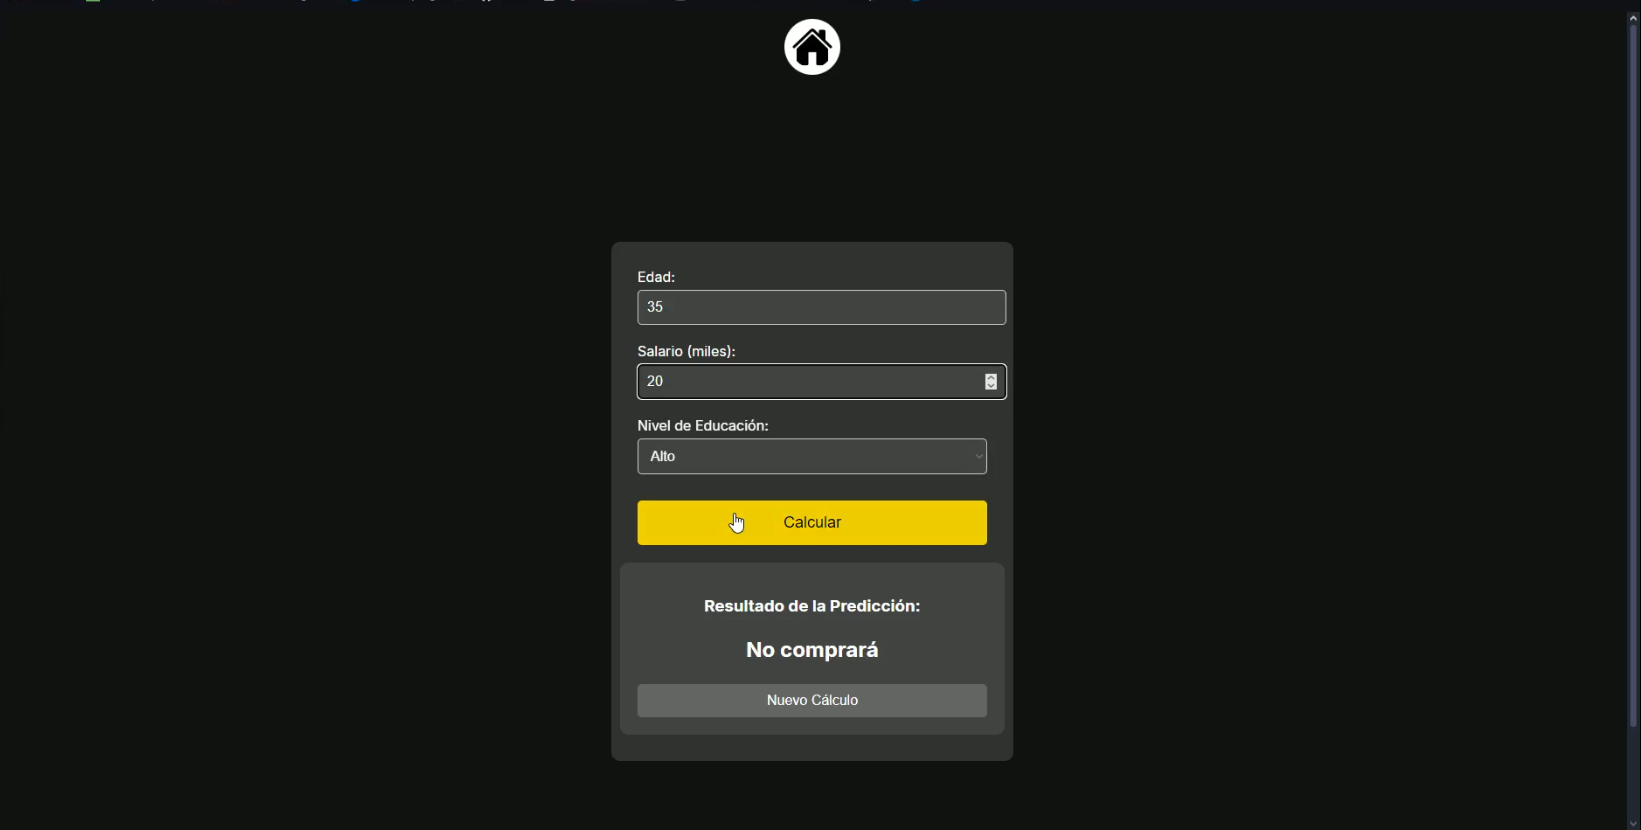 Edad:
35
Salario (miles):
20
Nivel de Educación:
Alto
Calcular
Resultado de la Predicción:
No comprará
Nuevo Cálculo